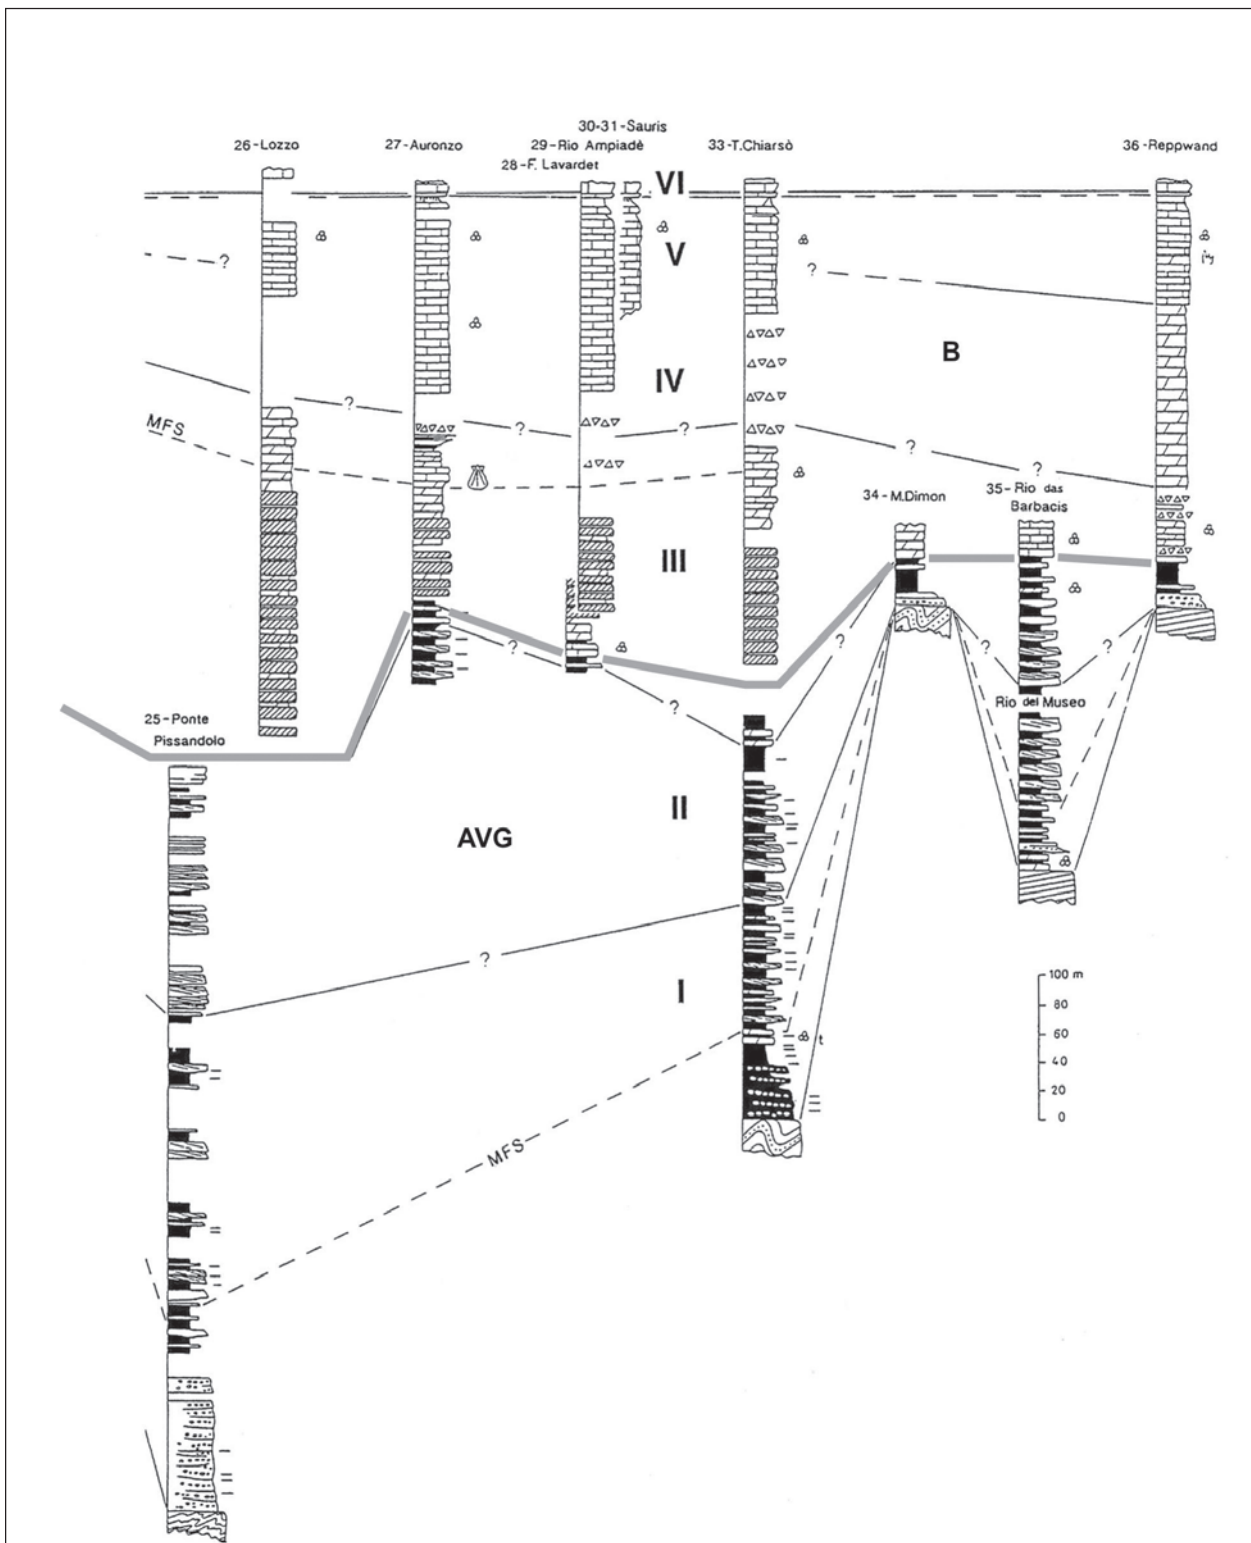 30-31-Sauris
26-Lozzo
27-Auronzo
29-Rio Ampiadè
33-T.Chiarsò
36-Reppwand
28-F. Lavardet
VI
V
?
?
B
IV
?
?
?
MFS
?
?
34-M.Dimon
35-Rio das
Barbacis
III
?
?
?
?
Rio del Museo
25-Ponte
Pissandolo
?
II
AVG
?
I
100 m
80
60
40
20
0
t
MFS